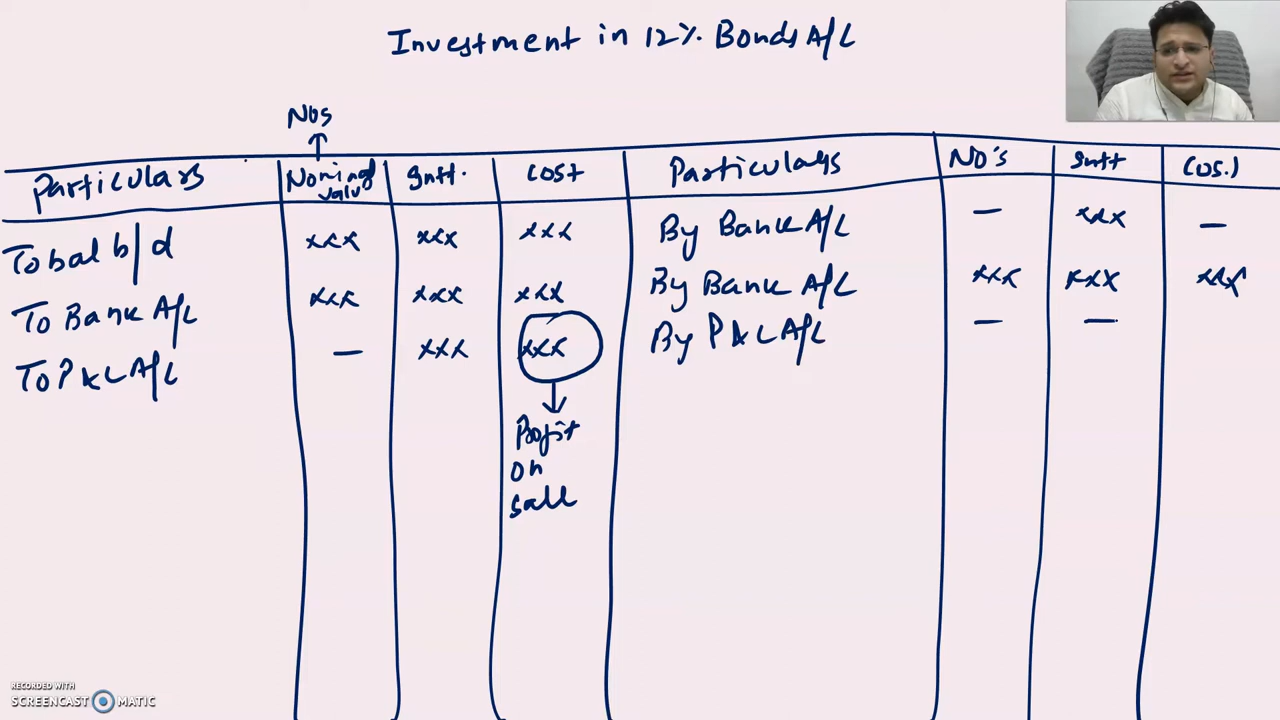 Investment in 12% Bonds A/L
Nos
Particulars Nominal value Intt. Cost Particulars No's Intt Cost
To bal b/d xxx xxx xxx By Bank A/L — xxx —
To Bank A/L xxx xxx xxx By Bank A/L xxx xxx xxx
To P & L A/L — xxx xxx By P & L A/L — —
Profit
on
sall
RECORDED WITH
SCREENCAST MATIC